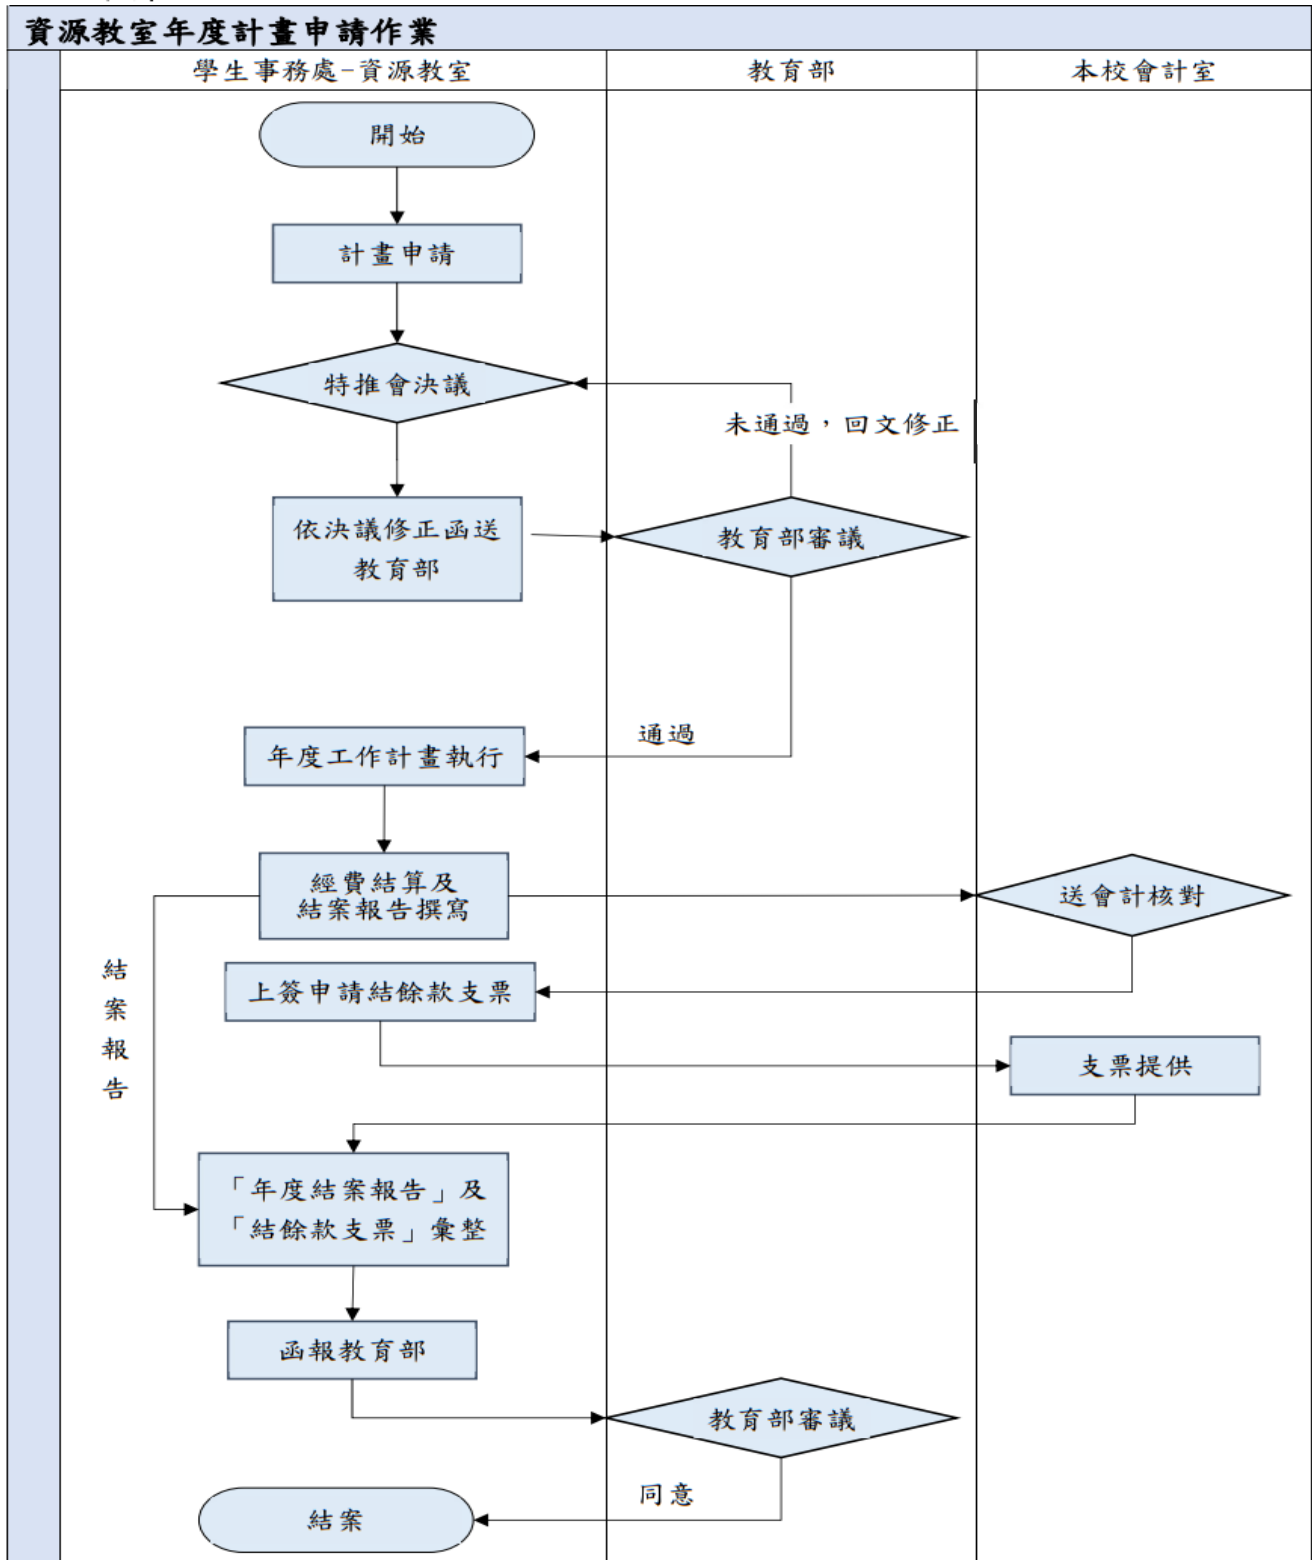 資源教室年度計畫申請作業
學生事務處-資源教室
教育部
本校會計室
開始
計畫申請
特推會決議
未通過，回文修正
依決議修正函送
教育部
教育部審議
通過
年度工作計畫執行
經費結算及
結案報告撰寫
送會計核對
結案報告
上簽申請結餘款支票
支票提供
「年度結案報告」及
「結餘款支票」彙整
函報教育部
教育部審議
同意
結案